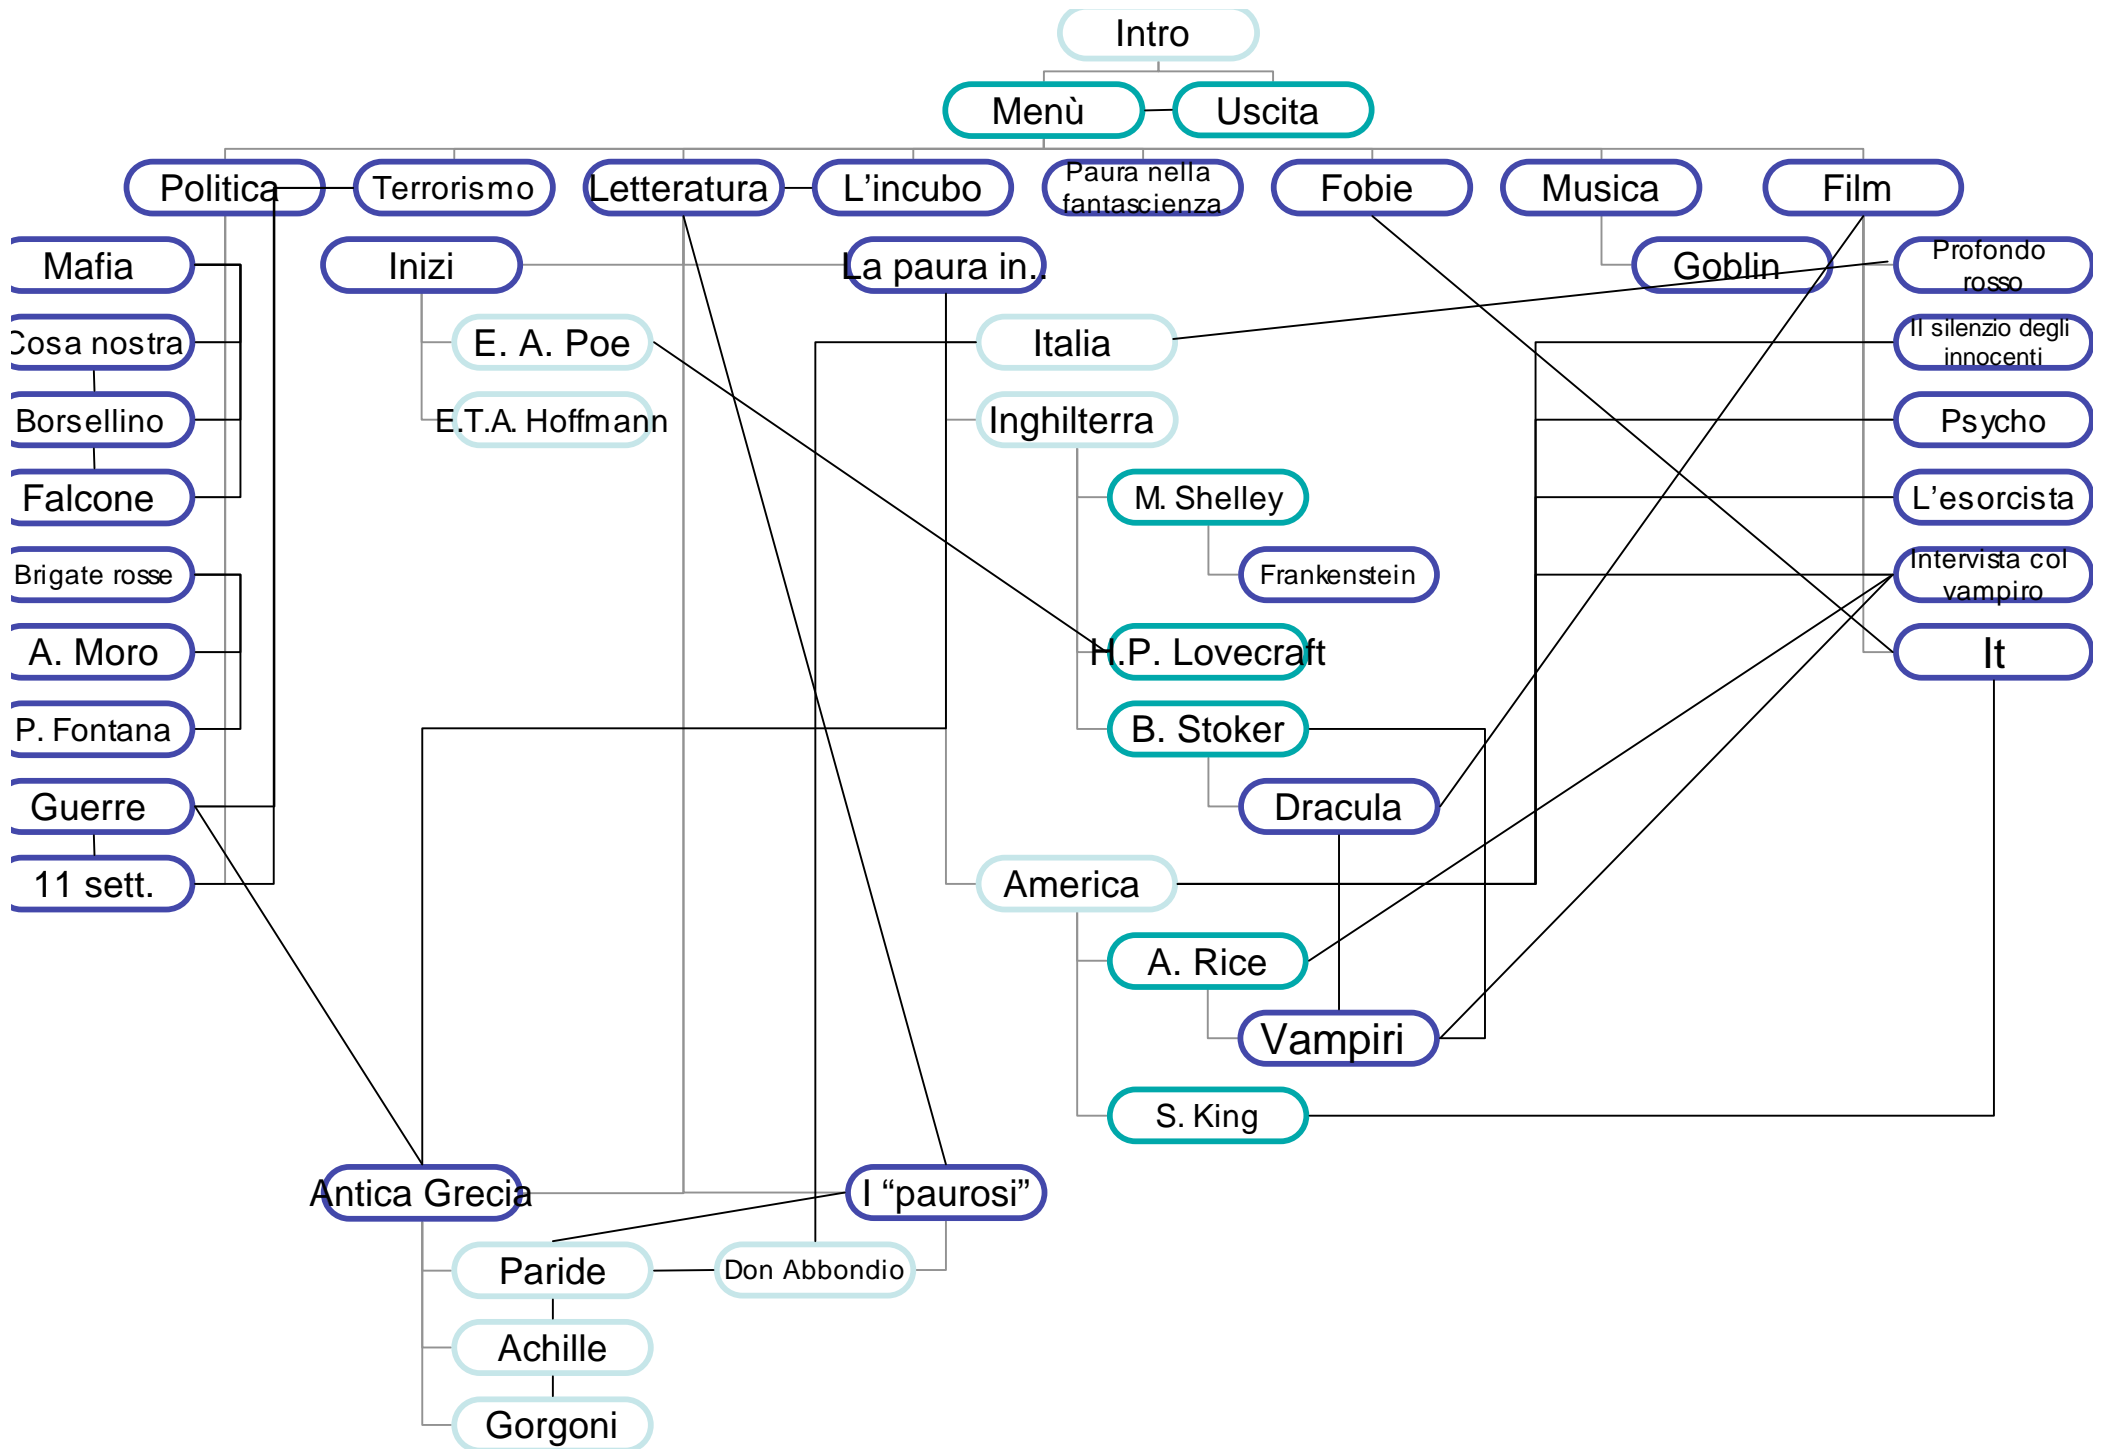 Intro
Menù
Uscita
Politica
Terrorismo
Letteratura
L'incubo
Paura nella
fantascienza
Fobie
Musica
Film
Mafia
Inizi
La paura in..
Goblin
Profondo
rosso
Cosa nostra
E. A. Poe
Italia
Il silenzio degli
innocenti
Borsellino
E.T.A. Hoffmann
Inghilterra
Psycho
Falcone
M. Shelley
L'esorcista
Brigate rosse
Frankenstein
Intervista col
vampiro
A. Moro
H.P. Lovecraft
It
P. Fontana
B. Stoker
Guerre
Dracula
11 sett.
America
A. Rice
Vampiri
S. King
Antica Grecia
I “paurosi”
Paride
Don Abbondio
Achille
Gorgoni